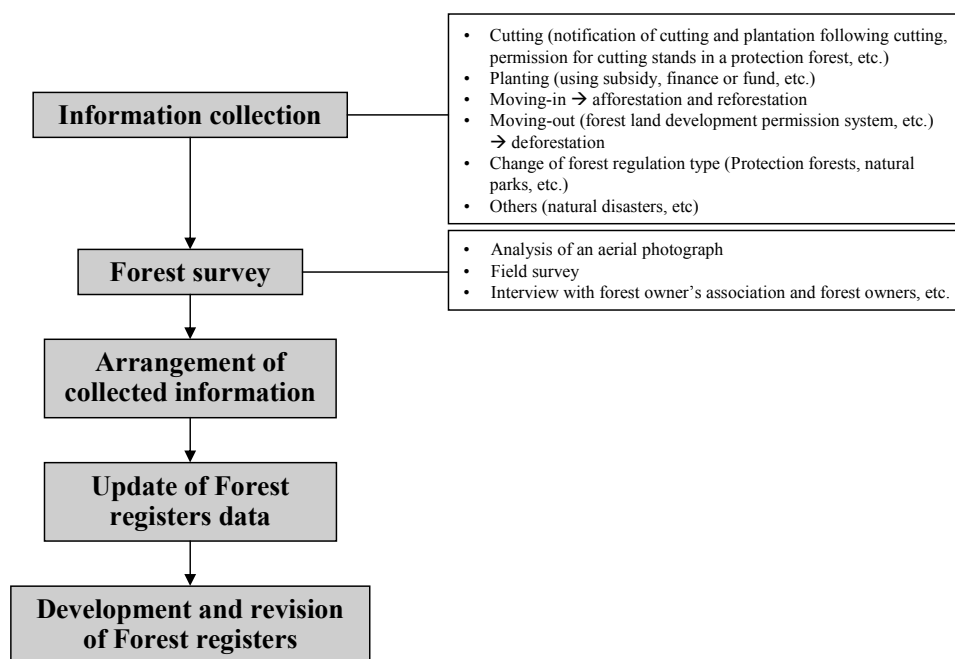 Information collection
• Cutting (notification of cutting and plantation following cutting,
permission for cutting stands in a protection forest, etc.)
• Planting (using subsidy, finance or fund, etc.)
• Moving-in → afforestation and reforestation
• Moving-out (forest land development permission system, etc.)
→ deforestation
• Change of forest regulation type (Protection forests, natural
parks, etc.)
• Others (natural disasters, etc)
Forest survey
• Analysis of an aerial photograph
• Field survey
• Interview with forest owner’s association and forest owners, etc.
Arrangement of
collected information
Update of Forest
registers data
Development and revision
of Forest registers